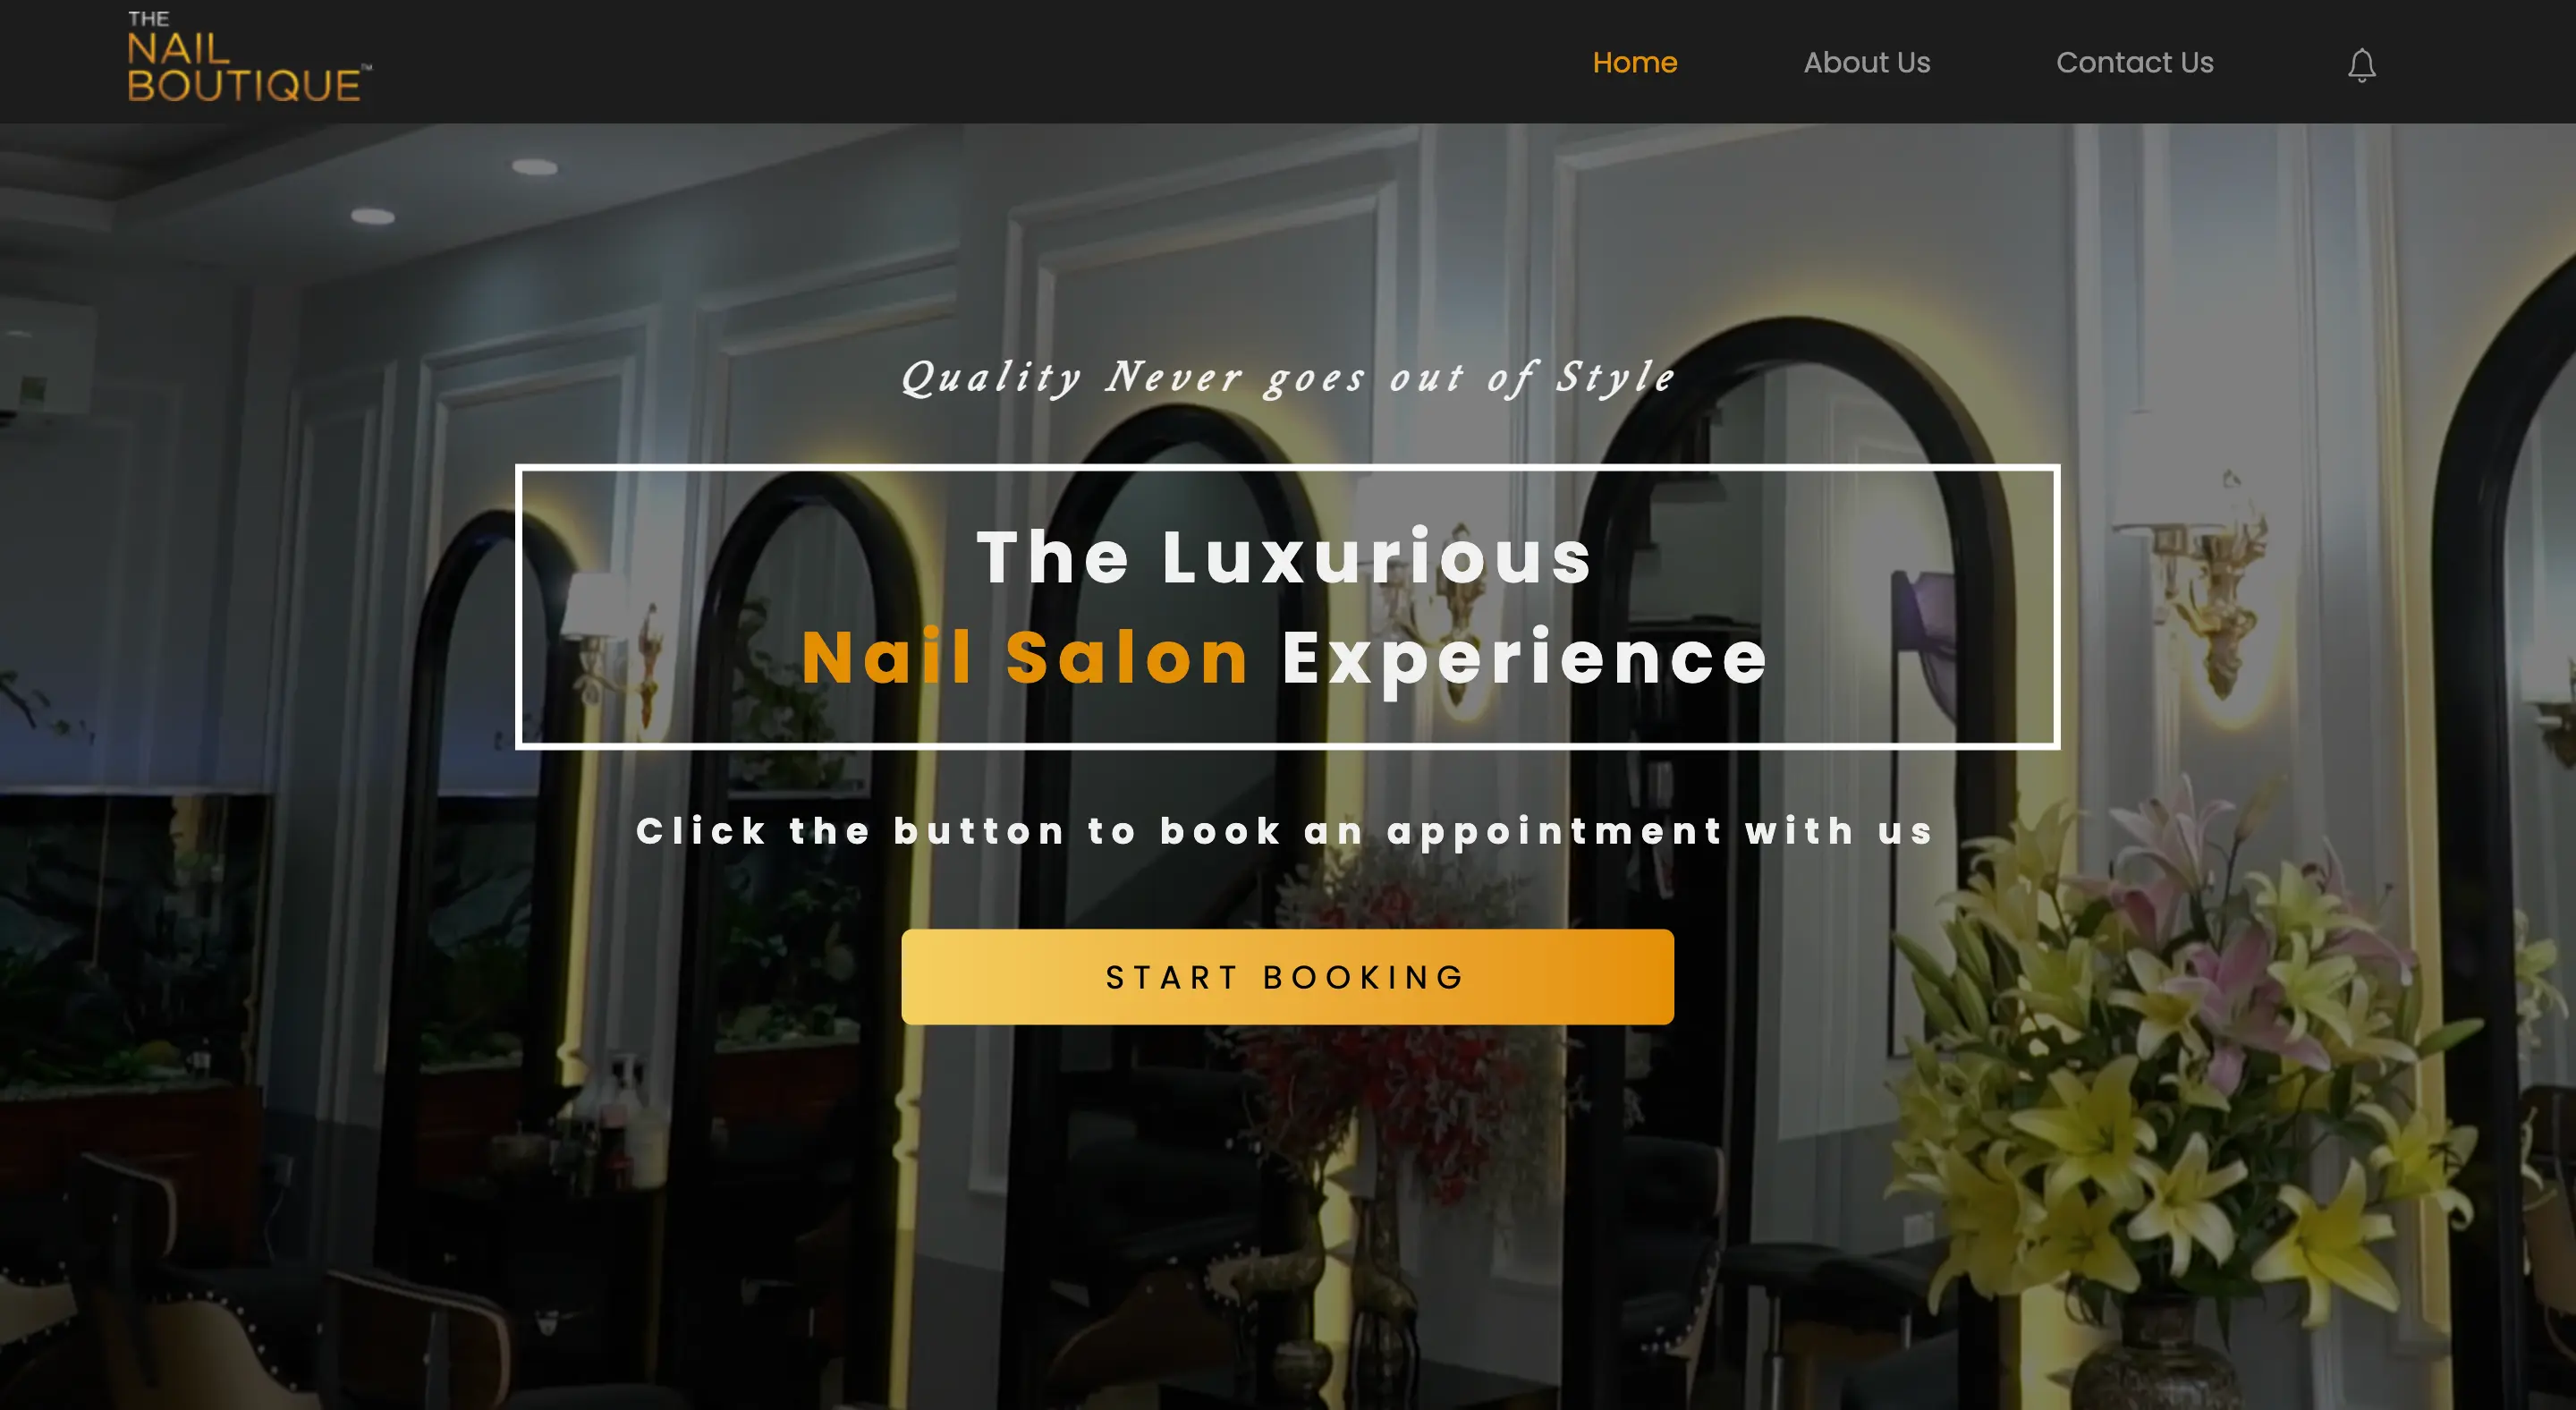 THE
NAIL
BOUTIQUE™
Home
About Us
Contact Us
Quality Never goes out of Style
The Luxurious
Nail Salon Experience
Click the button to book an appointment with us
START BOOKING